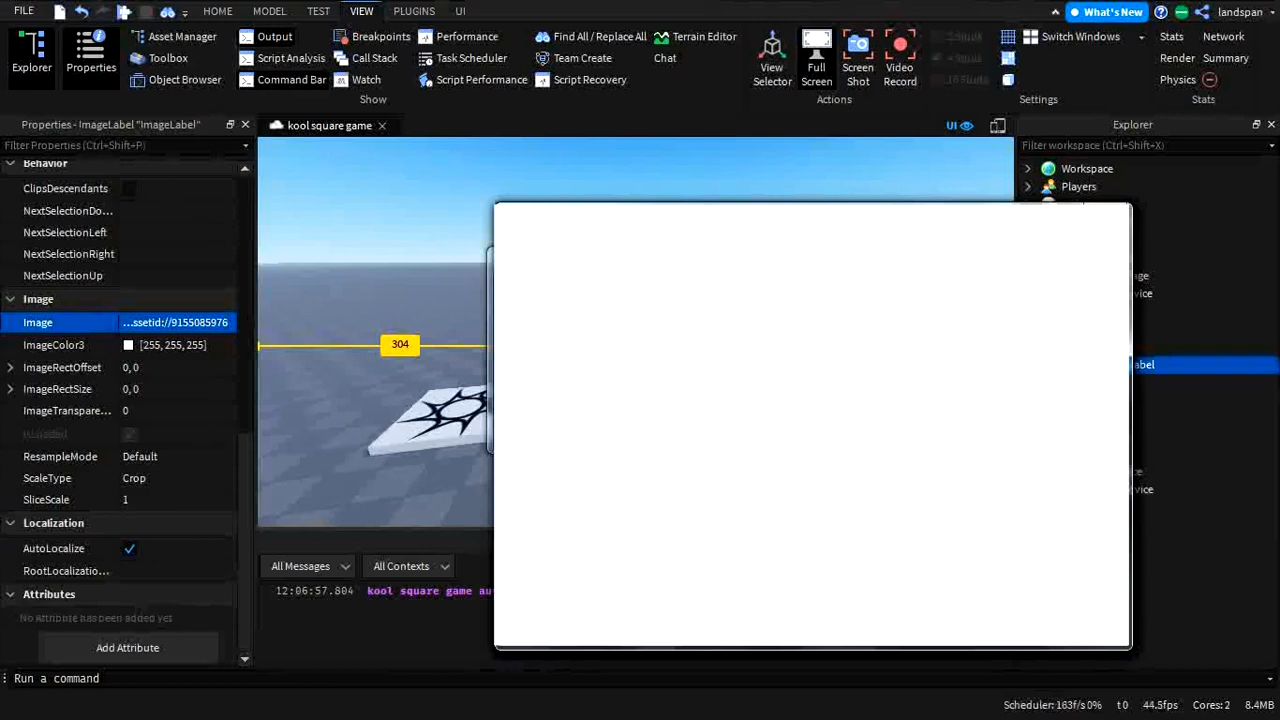 FILE HOME MODEL TEST VIEW PLUGINS UI What's New landspan
Explorer Properties Asset Manager Output Breakpoints Performance Find All / Replace All Terrain Editor View Selector Full Screen Screen Shot Video Record Switch Windows Stats Network
Toolbox Script Analysis Call Stack Task Scheduler Team Create Chat Render Summary
Object Browser Command Bar Watch Script Performance Script Recovery Physics
Show Actions Settings Stats
Properties - ImageLabel "ImageLabel"
Filter Properties (Ctrl+Shift+P)
Behavior
ClipsDescendants
NextSelectionDo...
NextSelectionLeft
NextSelectionRight
NextSelectionUp
Image
Image ...ssetid://9155085976
ImageColor3 [255, 255, 255]
ImageRectOffset 0, 0
ImageRectSize 0, 0
ImageTranspare... 0
IsLoaded
ResampleMode Default
ScaleType Crop
SliceScale 1
Localization
AutoLocalize
RootLocalizatio...
Attributes
No Attribute has been added yet
Add Attribute
kool square game
UI
304
All Messages All Contexts
12:06:57.804 kool square game au
Explorer
Filter workspace (Ctrl+Shift+X)
Workspace
Players
age
vice
abel
vice
Run a command
Scheduler: 163f/s0% t 0 44.5fps Cores: 2 8.4MB